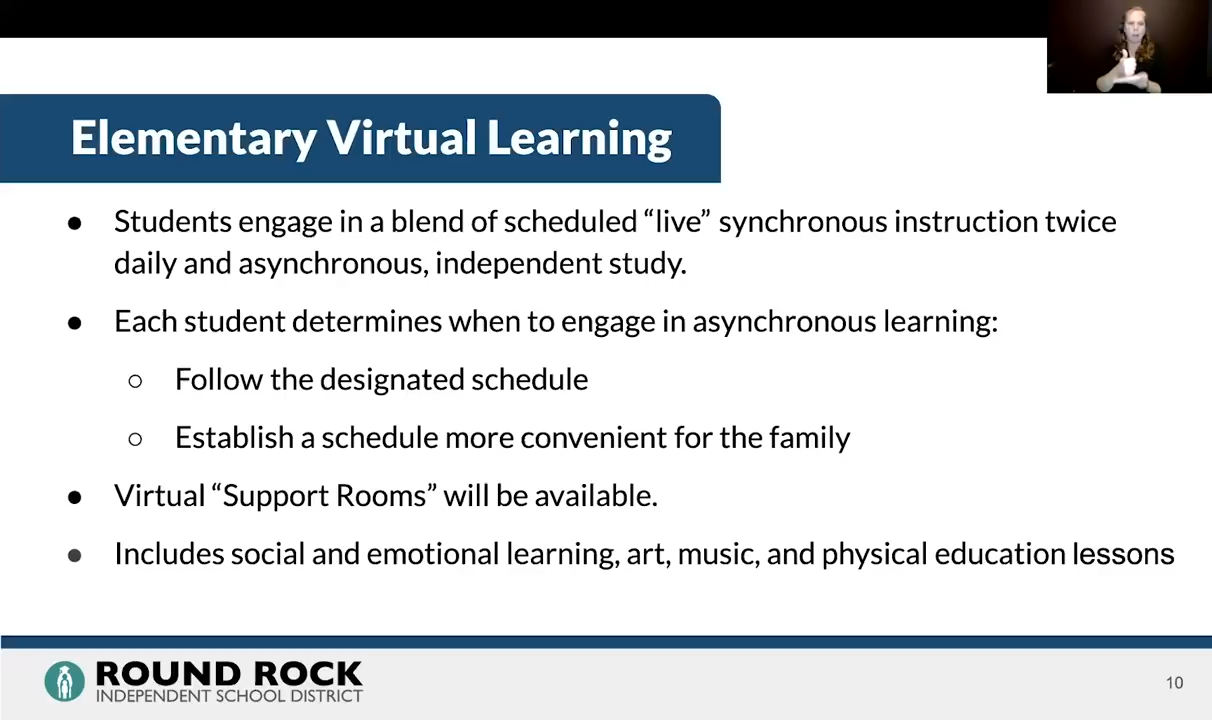 Elementary Virtual Learning
● Students engage in a blend of scheduled “live” synchronous instruction twice
daily and asynchronous, independent study.
● Each student determines when to engage in asynchronous learning:
○ Follow the designated schedule
○ Establish a schedule more convenient for the family
● Virtual “Support Rooms” will be available.
● Includes social and emotional learning, art, music, and physical education lessons
ROUND ROCK
INDEPENDENT SCHOOL DISTRICT
10